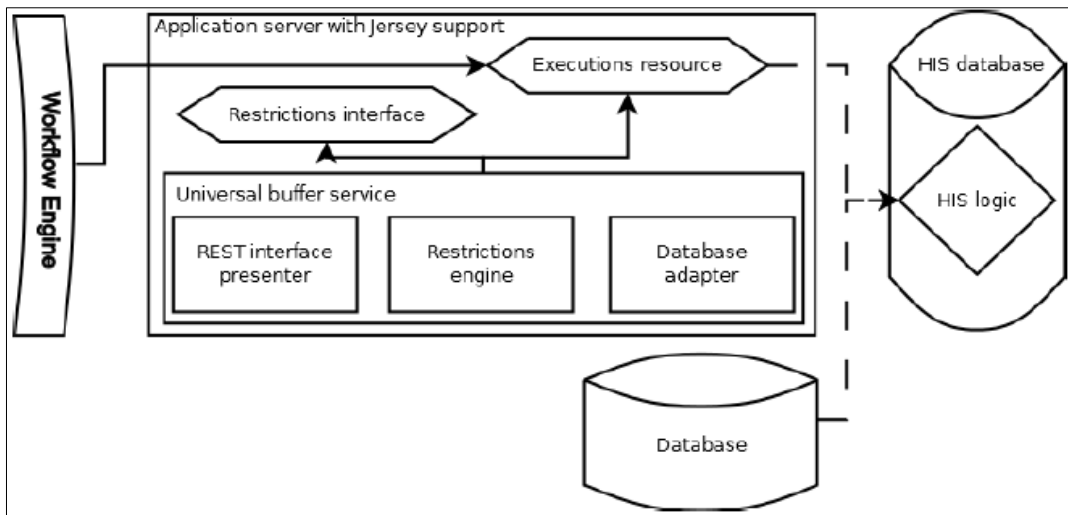 Application server with Jersey support
Executions resource
HIS database
Restrictions interface
Workflow Engine
Universal buffer service
HIS logic
REST interface
presenter
Restrictions
engine
Database
adapter
Database